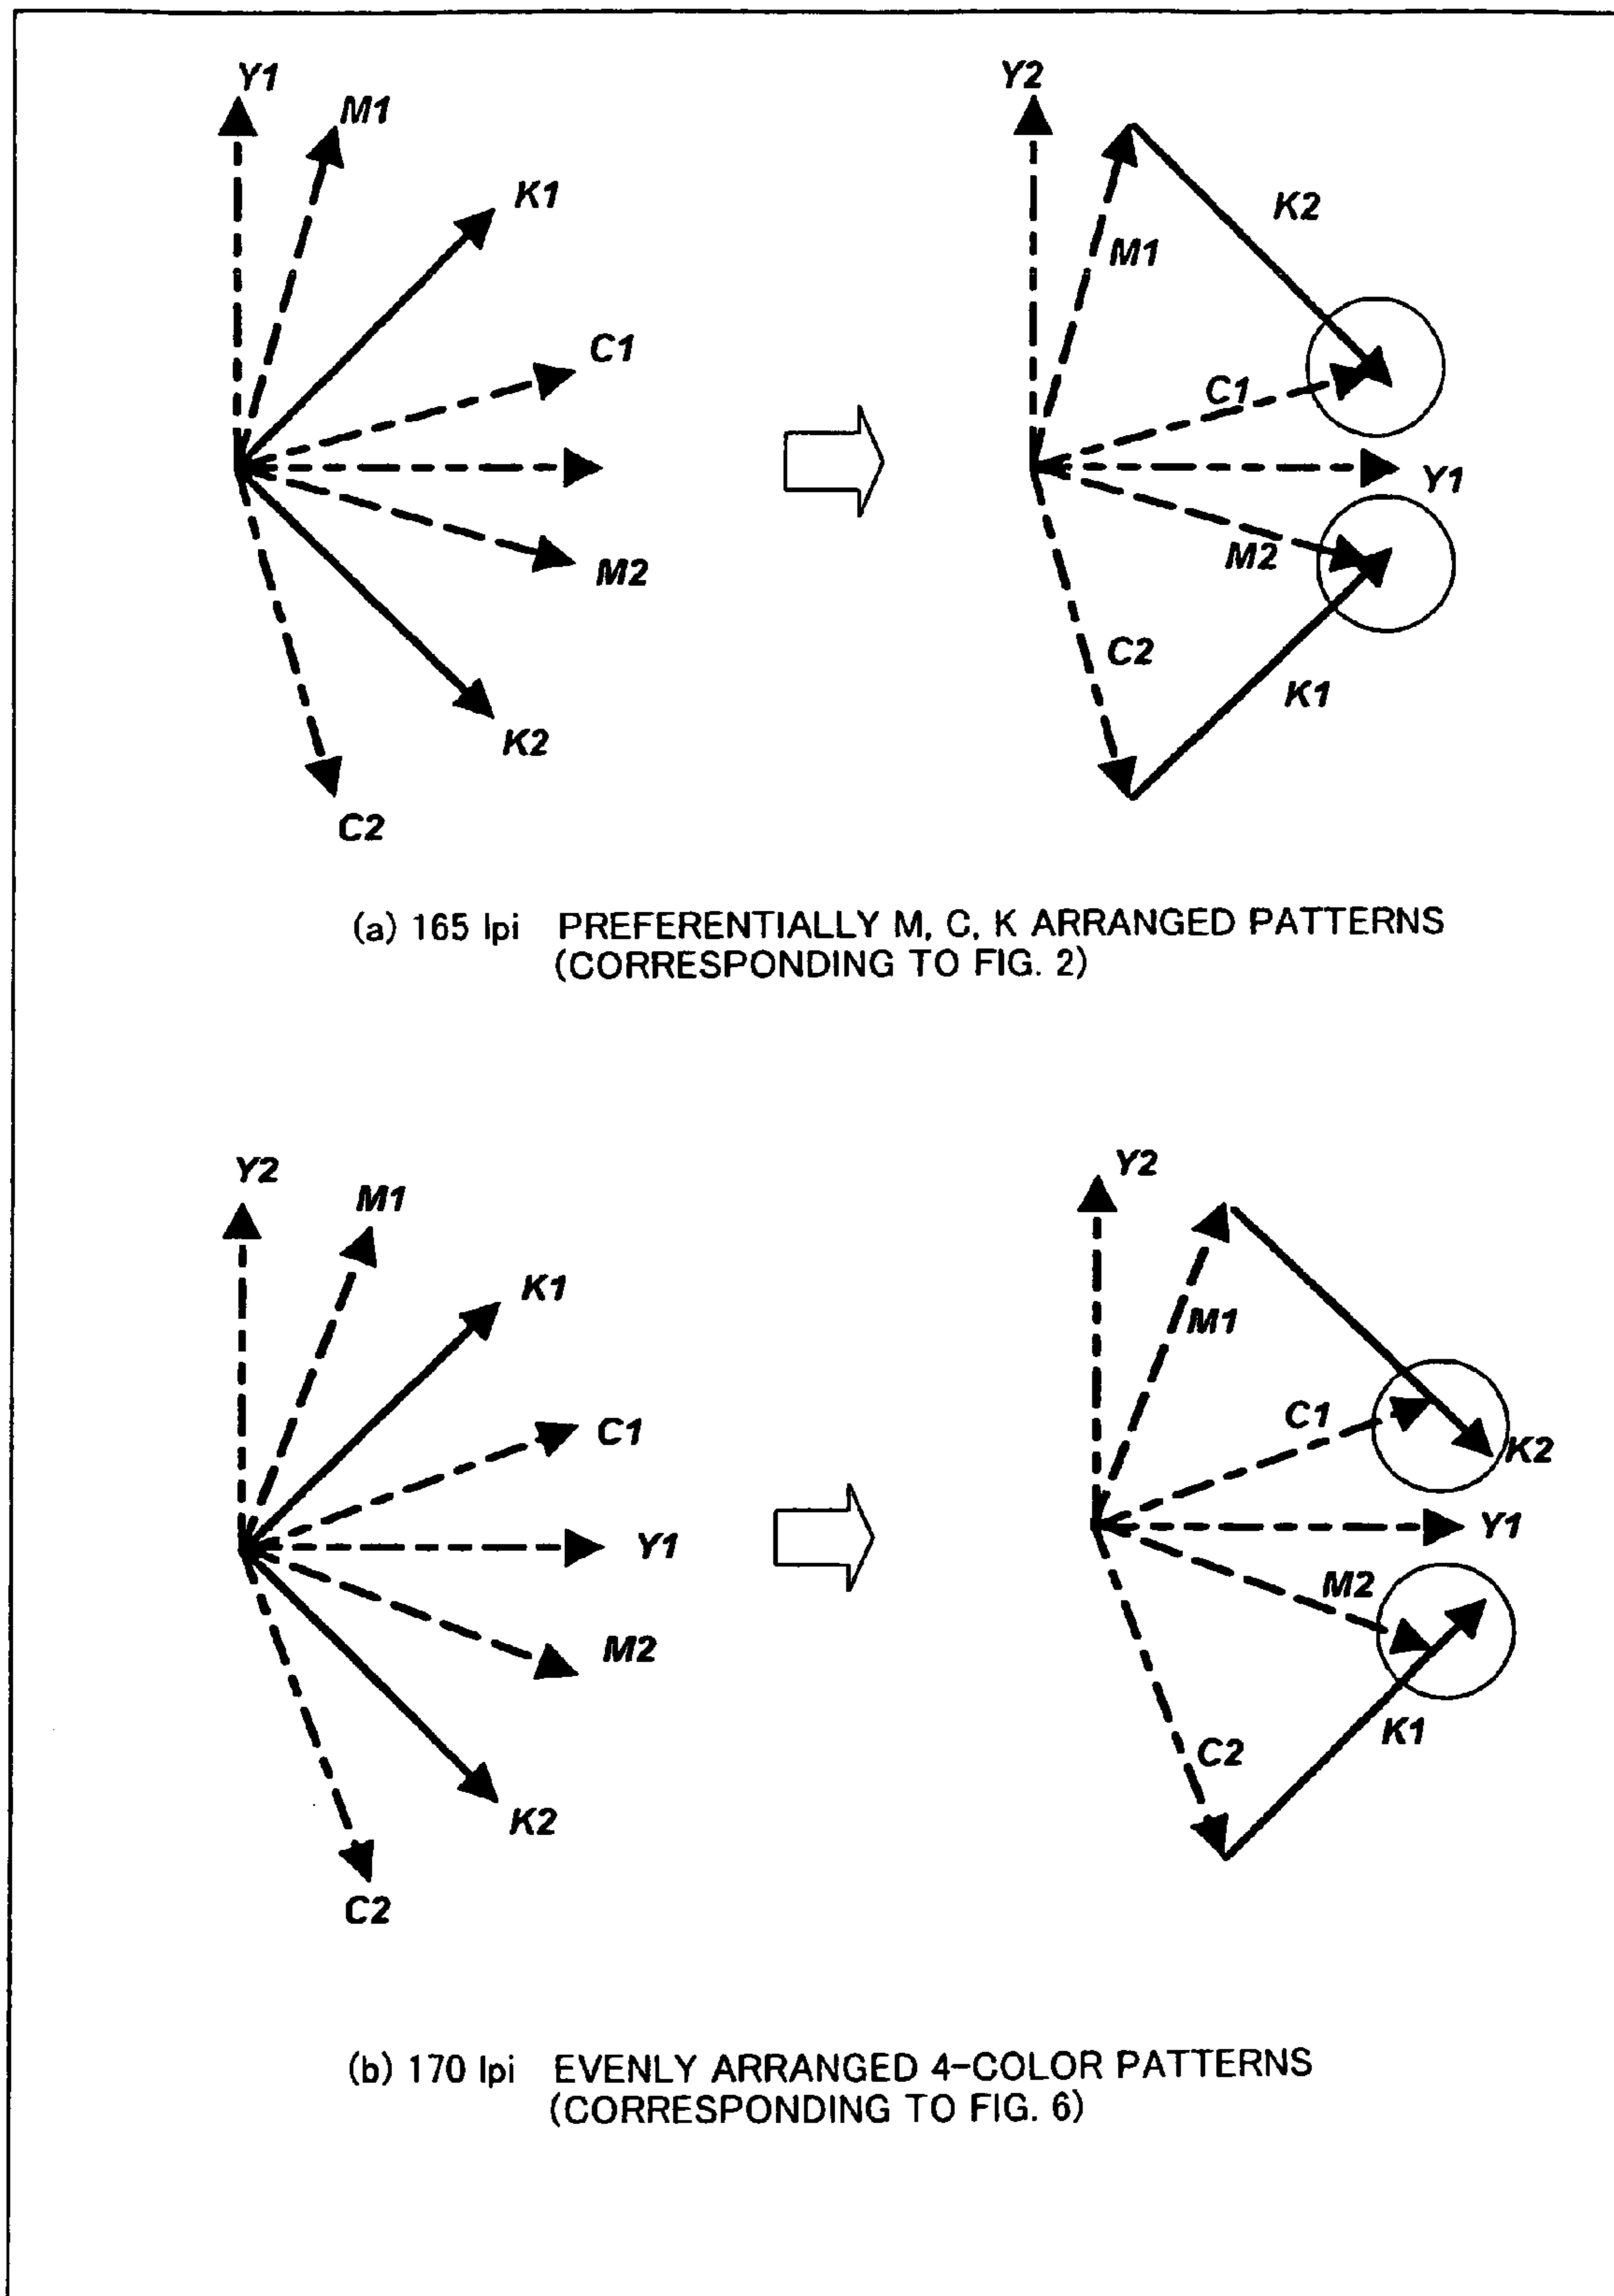 Y1
M1
K1
C1
M2
K2
C2
Y2
K2
M1
C1
Y1
M2
C2
K1
(a) 165 lpi PREFERENTIALLY M, C, K ARRANGED PATTERNS
(CORRESPONDING TO FIG. 2)
Y2
M1
K1
C1
Y1
M2
K2
C2
Y2
M1
C1
K2
Y1
M2
K1
C2
(b) 170 lpi EVENLY ARRANGED 4-COLOR PATTERNS
(CORRESPONDING TO FIG. 6)